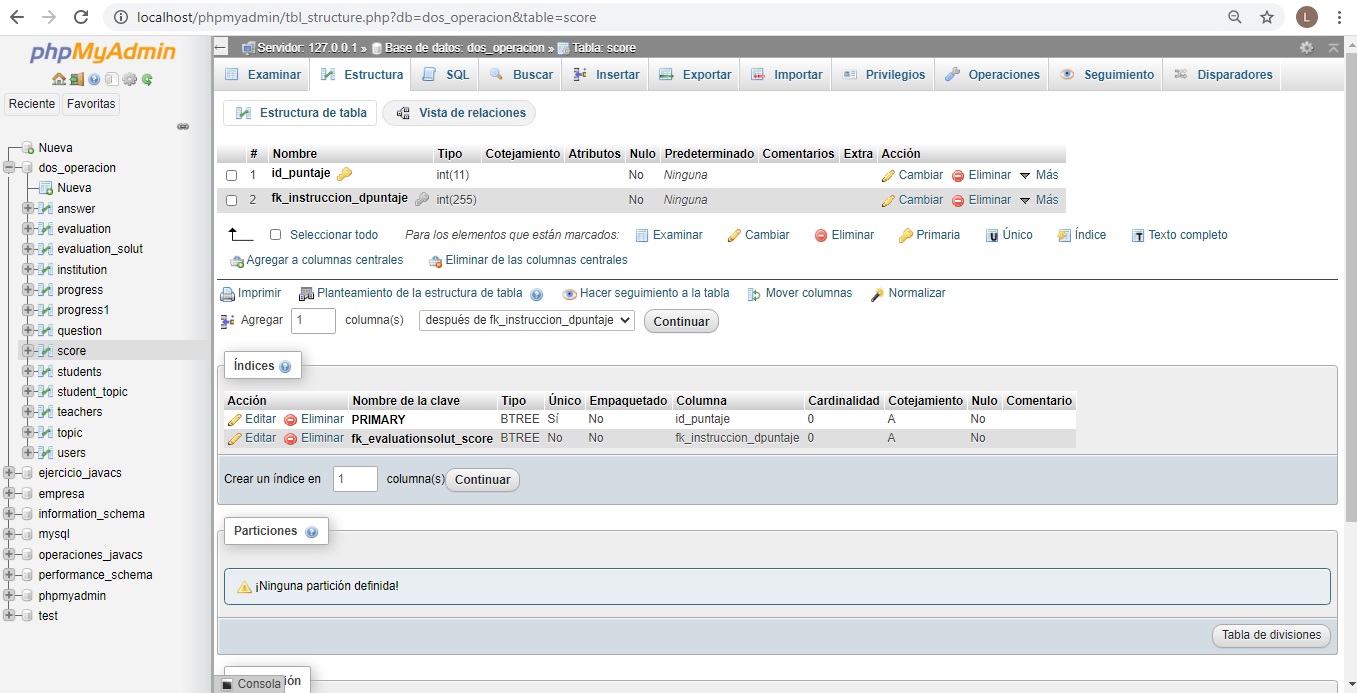 localhost/phpmyadmin/tbl_structure.php?db=dos_operacion&table=score
L
phpMyAdmin
Reciente Favoritas
Nueva
dos_operacion
Nueva
answer
evaluation
evaluation_solut
institution
progress
progress1
question
score
students
student_topic
teachers
topic
users
ejercicio_javacs
empresa
information_schema
mysql
operaciones_javacs
performance_schema
phpmyadmin
test
Servidor: 127.0.0.1 » Base de datos: dos_operacion » Tabla: score
Examinar Estructura SQL Buscar Insertar Exportar Importar Privilegios Operaciones Seguimiento Disparadores
Estructura de tabla Vista de relaciones
# Nombre Tipo Cotejamiento Atributos Nulo Predeterminado Comentarios Extra Acción
1 id_puntaje int(11) No Ninguna Cambiar Eliminar Más
2 fk_instruccion_dpuntaje int(255) No Ninguna Cambiar Eliminar Más
Seleccionar todo Para los elementos que están marcados: Examinar Cambiar Eliminar Primaria Único Índice Texto completo
Agregar a columnas centrales Eliminar de las columnas centrales
Imprimir Planteamiento de la estructura de tabla Hacer seguimiento a la tabla Mover columnas Normalizar
Agregar 1 columna(s) después de fk_instruccion_dpuntaje Continuar
Índices
Acción Nombre de la clave Tipo Único Empaquetado Columna Cardinalidad Cotejamiento Nulo Comentario
Editar Eliminar PRIMARY BTREE Sí No id_puntaje 0 A No
Editar Eliminar fk_evaluationsolut_score BTREE No No fk_instruccion_dpuntaje 0 A No
Crear un índice en 1 columna(s) Continuar
Particiones
¡Ninguna partición definida!
Tabla de divisiones
Consola ión